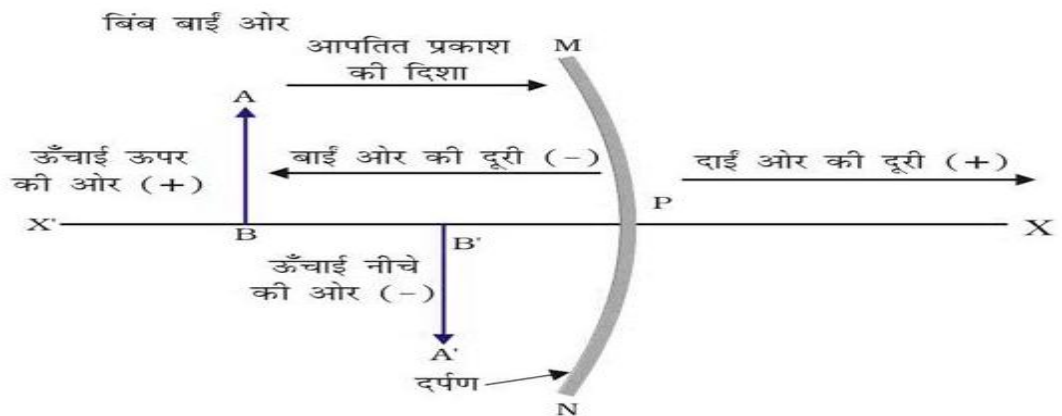 बिंब बाईं ओर
आपतित प्रकाश
की दिशा
M
A
ऊँचाई ऊपर
की ओर (+)
बाईं ओर की दूरी (-)
दाईं ओर की दूरी (+)
P
X'
B
B'
X
ऊँचाई नीचे
की ओर (-)
A'
दर्पण
N